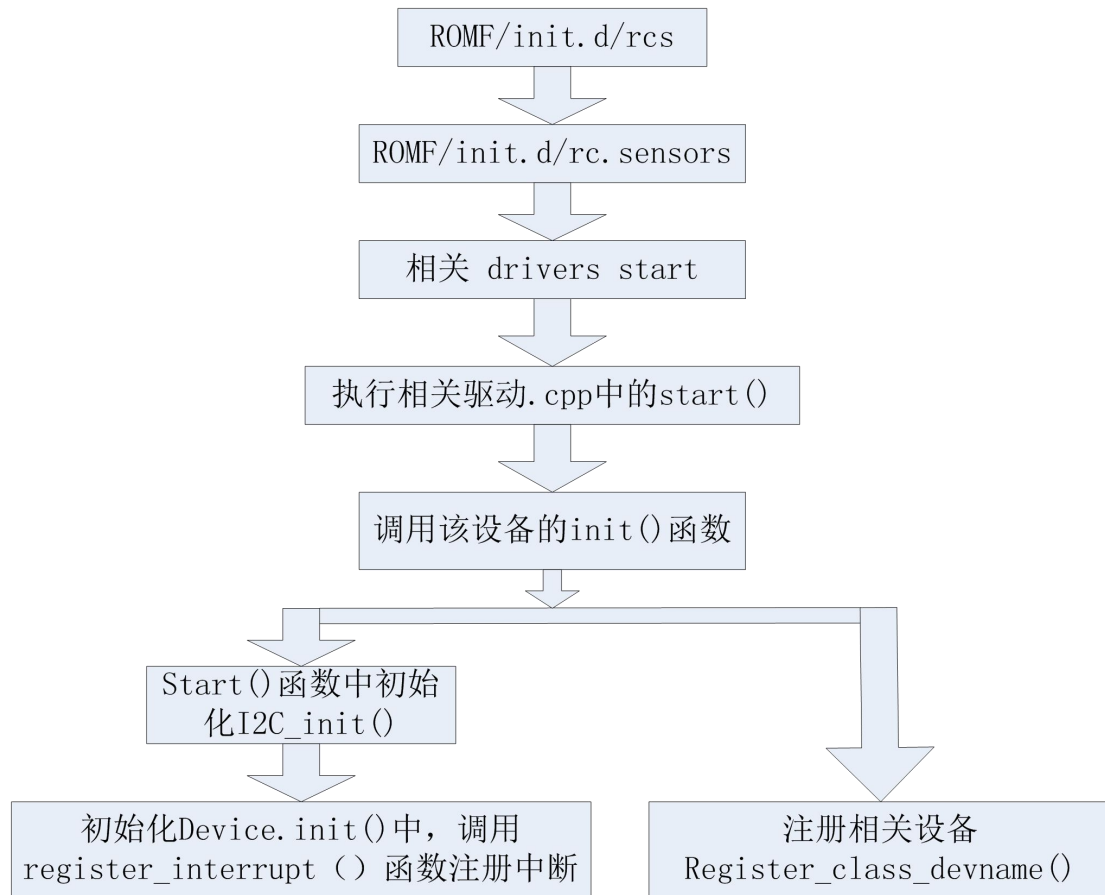 ROMF/init.d/rcs
ROMF/init.d/rc.sensors
相关 drivers start
执行相关驱动.cpp中的start()
调用该设备的init()函数
Start()函数中初始
化I2C_init()
初始化Device.init()中，调用
register_interrupt（）函数注册中断
注册相关设备
Register_class_devname()